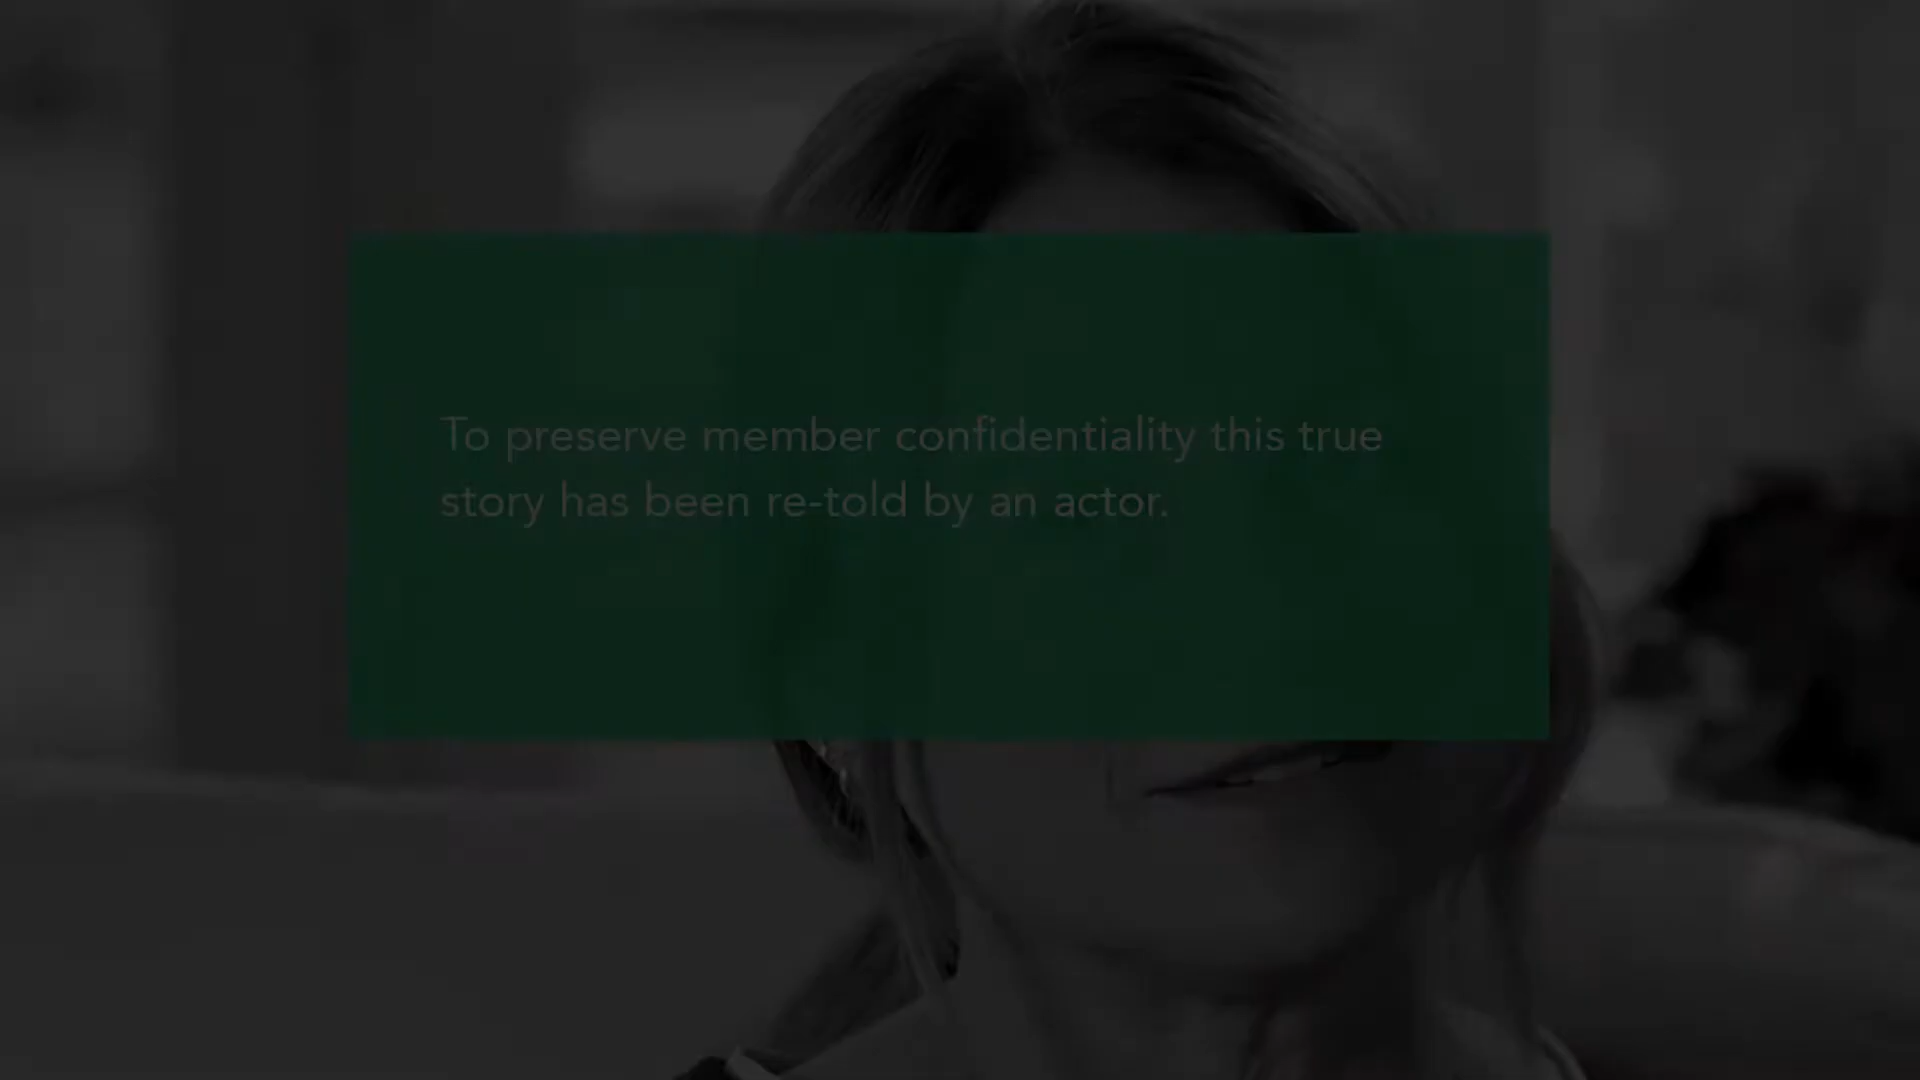 To preserve member confidentiality this true
story has been re-told by an actor.